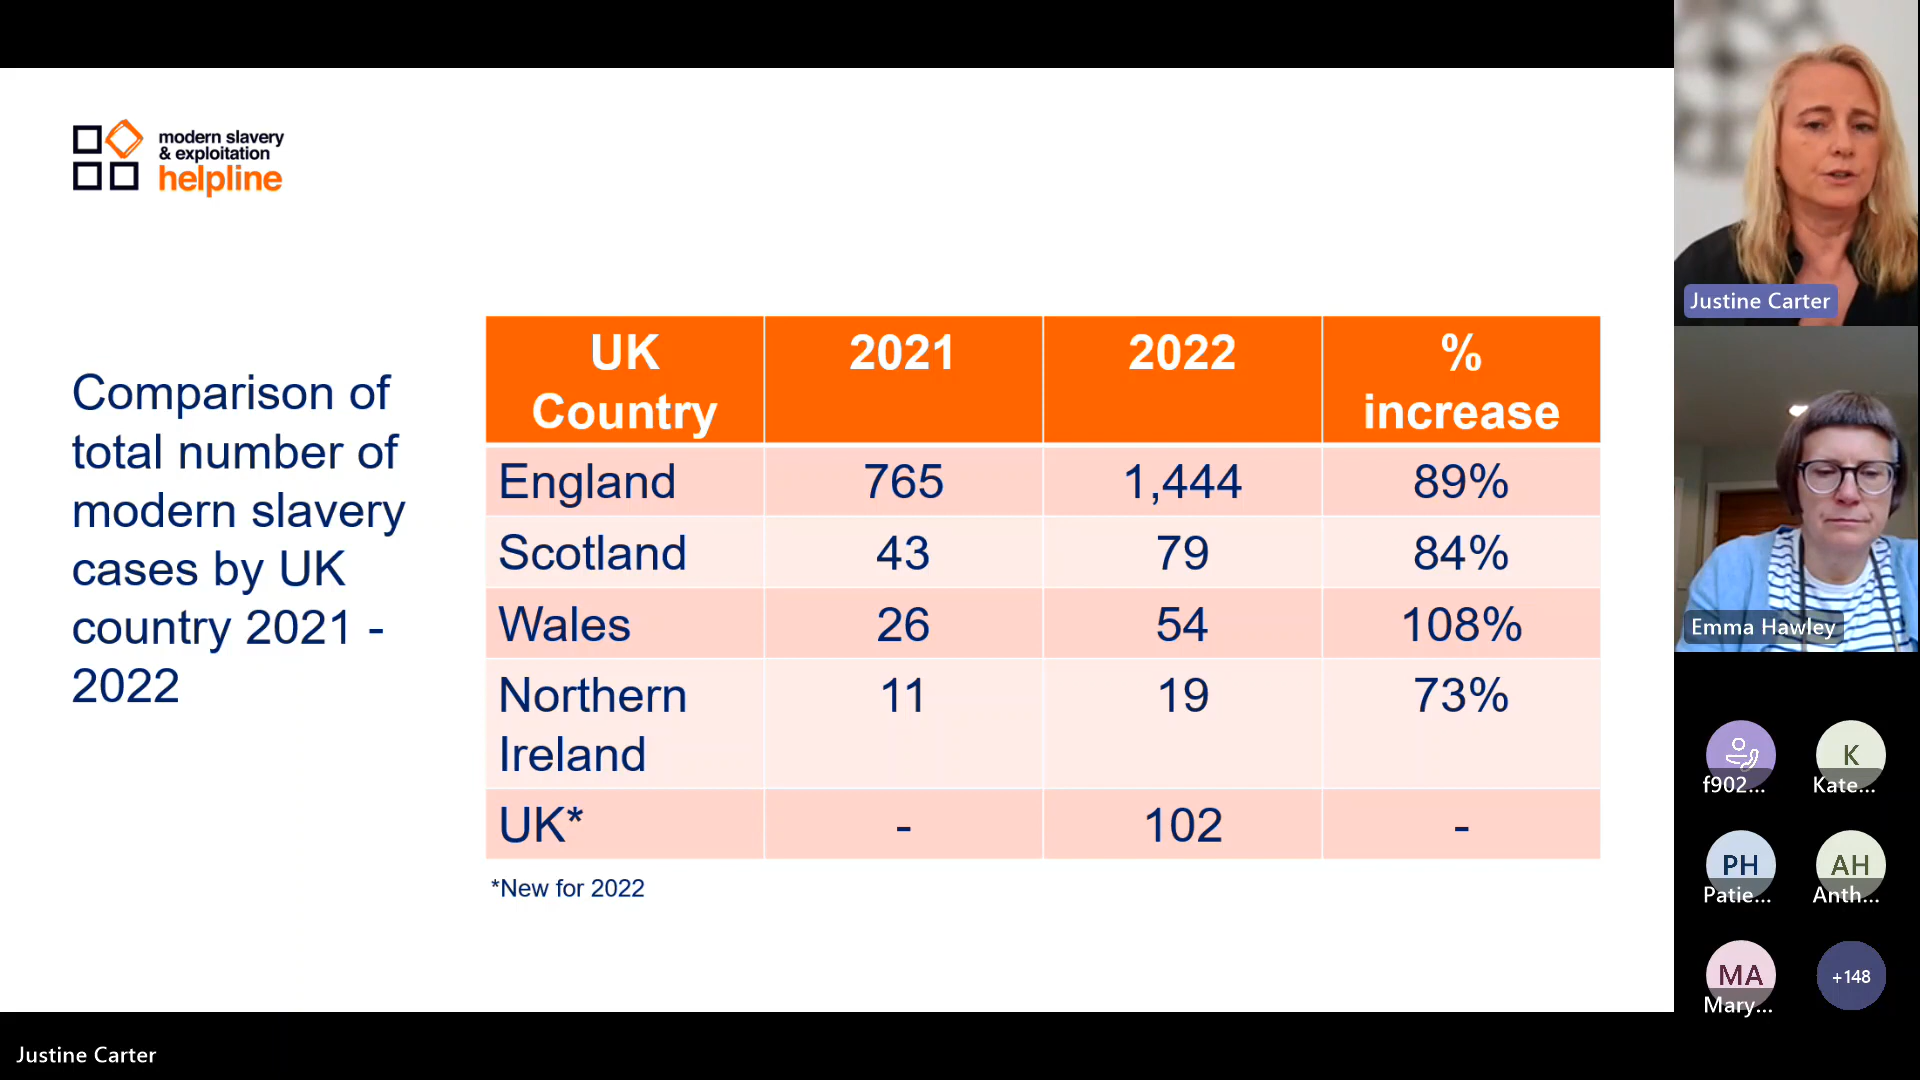 modern slavery
& exploitation
helpline
Comparison of
total number of
modern slavery
cases by UK
country 2021 -
2022
UK Country 2021 2022 % increase
England 765 1,444 89%
Scotland 43 79 84%
Wales 26 54 108%
Northern Ireland 11 19 73%
UK* - 102 -
*New for 2022
Justine Carter
Emma Hawley
f902...
K
Kate...
PH
Patie...
AH
Anth...
MA
Mary...
+148
Justine Carter